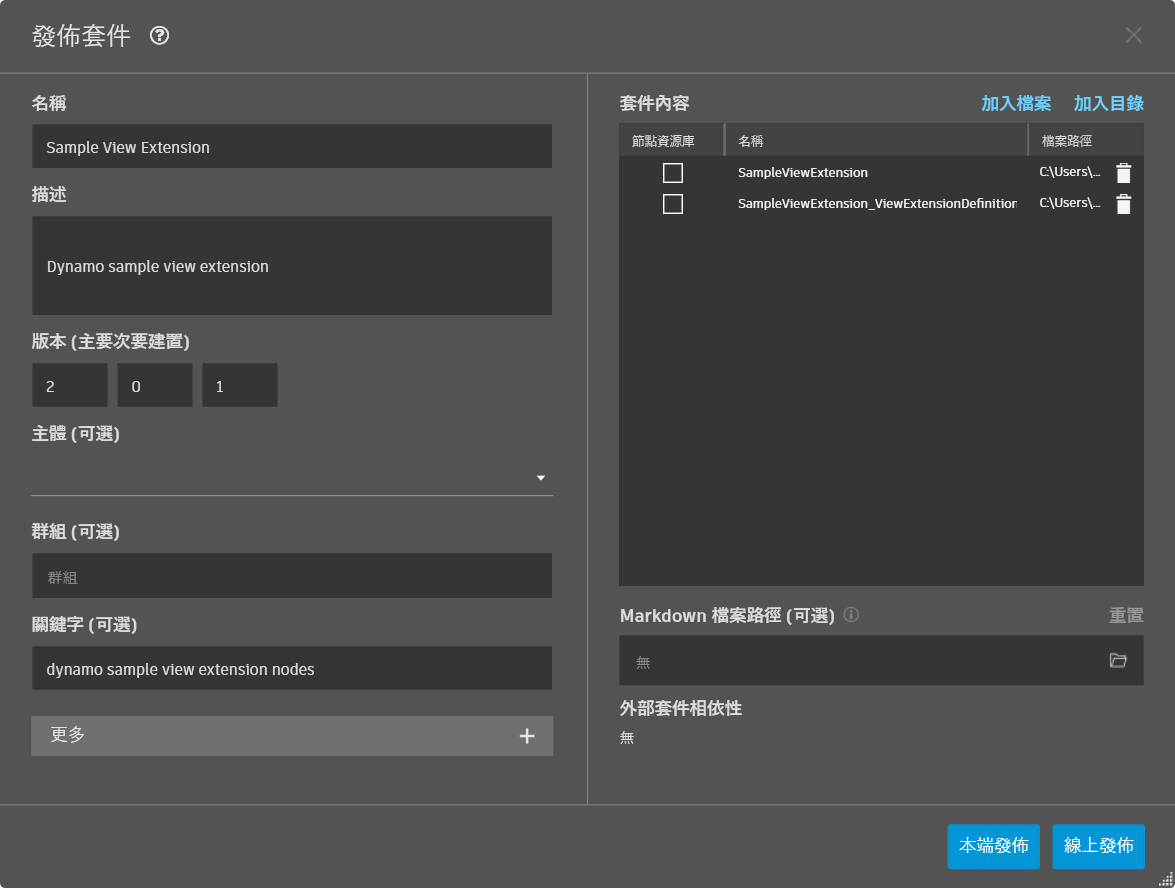 發佈套件
名稱
Sample View Extension
描述
Dynamo sample view extension
版本 (主要次要建置)
2 0 1
主體 (可選)
群組 (可選)
群組
關鍵字 (可選)
dynamo sample view extension nodes
更多
套件內容 加入檔案 加入目錄
節點資源庫 名稱 檔案路徑
SampleViewExtension C:\Users\...
SampleViewExtension_ViewExtensionDefinition C:\Users\...
Markdown 檔案路徑 (可選) 重置
無
外部套件相依性
無
本端發佈 線上發佈